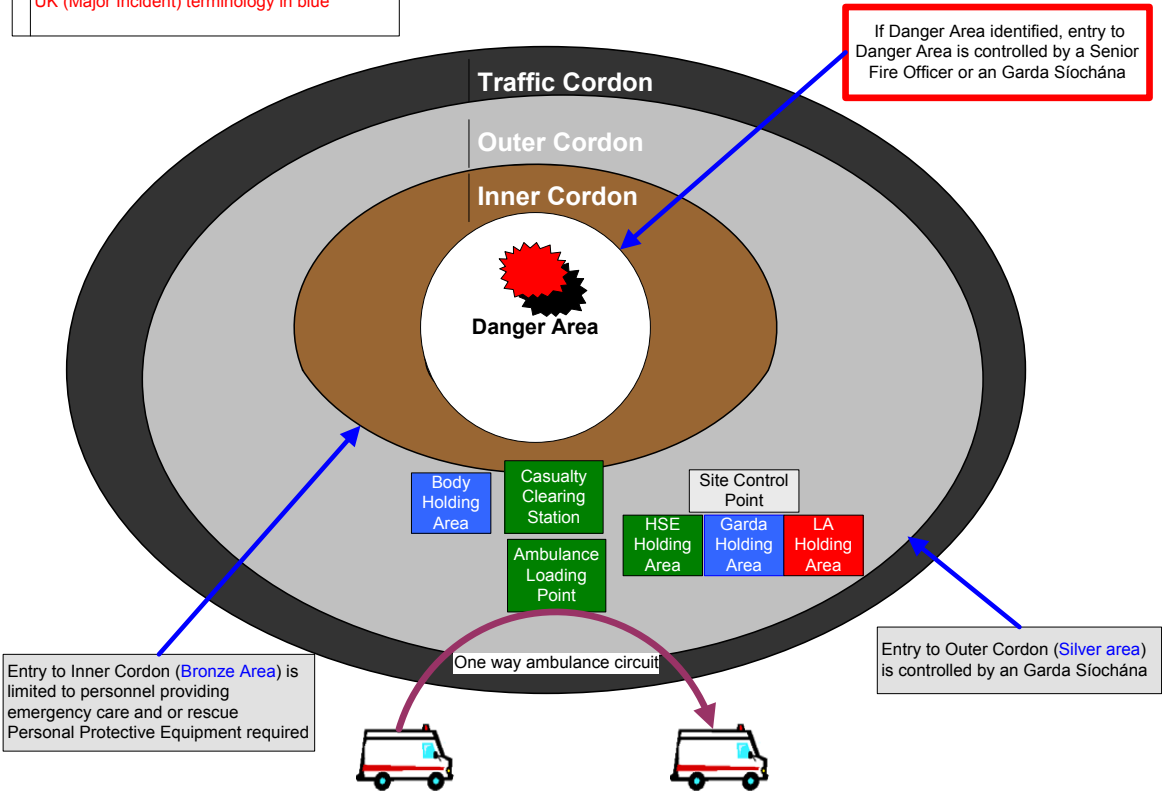 UK (Major Incident) terminology in blue
If Danger Area identified, entry to
Danger Area is controlled by a Senior
Fire Officer or an Garda Síochána
Traffic Cordon
Outer Cordon
Inner Cordon
Danger Area
Body
Holding
Area
Casualty
Clearing
Station
Site Control
Point
HSE
Holding
Area
Garda
Holding
Area
LA
Holding
Area
Ambulance
Loading
Point
One way ambulance circuit
Entry to Inner Cordon (Bronze Area) is
limited to personnel providing
emergency care and or rescue
Personal Protective Equipment required
Entry to Outer Cordon (Silver area)
is controlled by an Garda Síochána